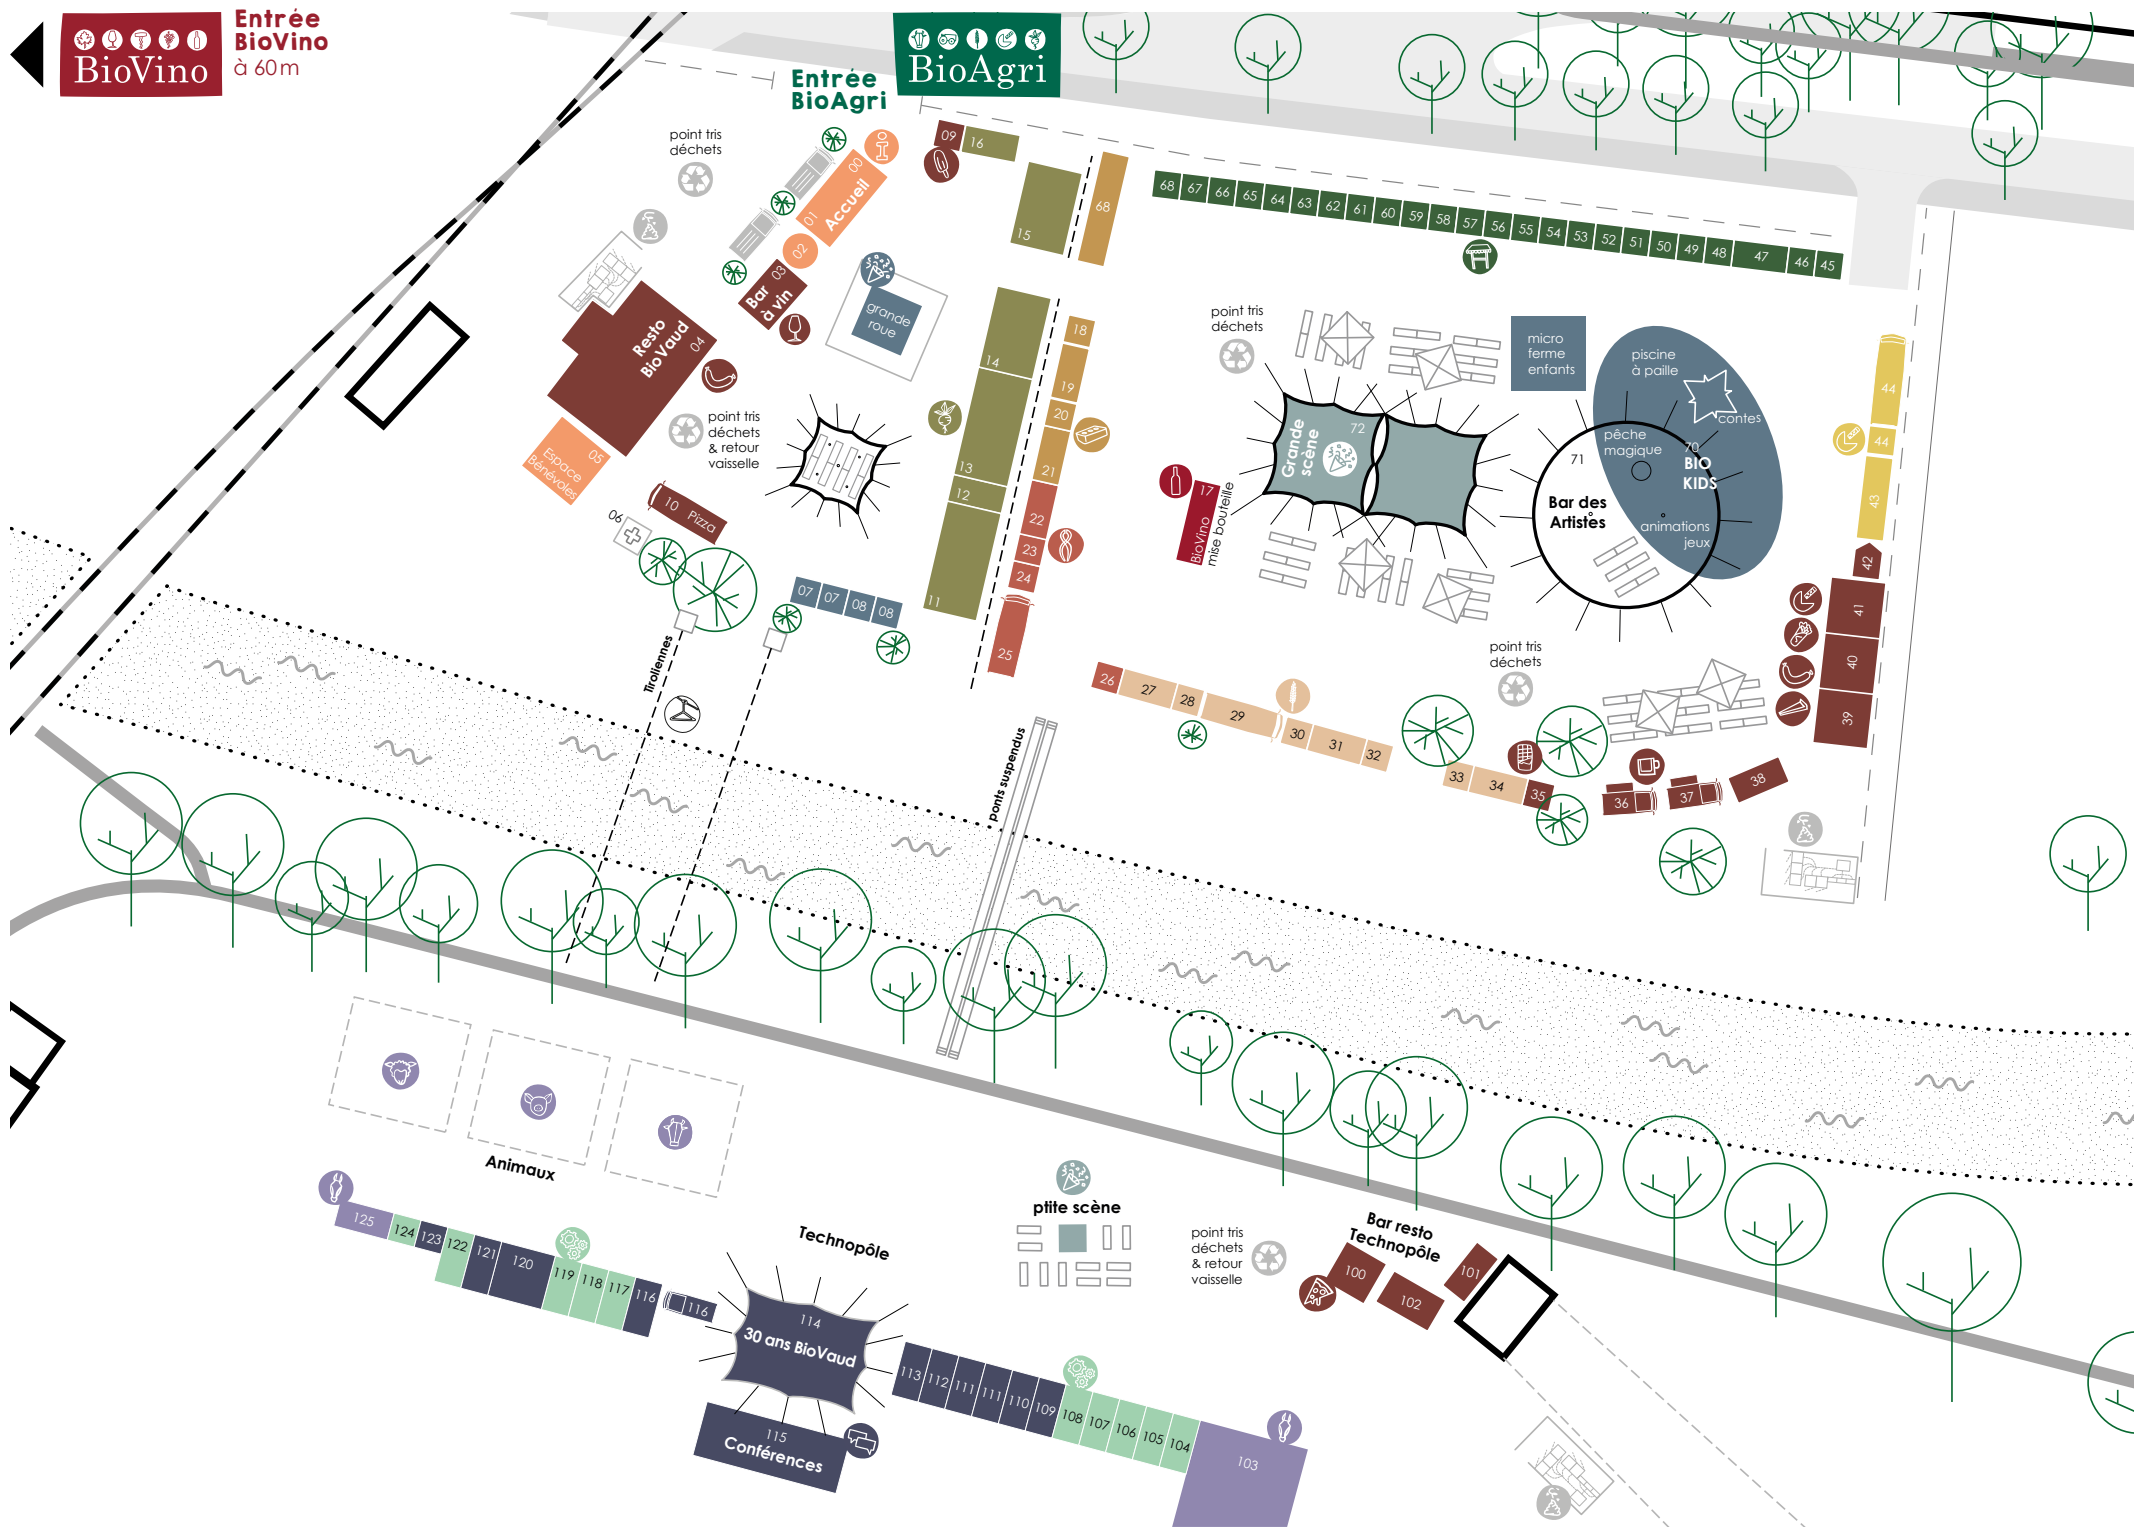 BioVino
Entrée
BioVino
à 60 m
Entrée
BioAgri
BioAgri
point tris
déchets
00
01
Accueil
02
03
Bar
à vin
09
16
15
68
68
67
66
65
64
63
62
61
60
59
58
57
56
55
54
53
52
51
50
49
48
47
46
45
grande
roue
Resto
BioVaud
04
05
Espace
Bénévoles
point tris
déchets
& retour
vaisselle
10
Pizza
06
07
07
08
08
14
13
12
11
18
19
20
21
22
23
24
25
point tris
déchets
72
Grande
scène
17
BioVino
mise bouteille
micro
ferme
enfants
piscine
à paille
contes
pêche
magique
70
BIO
KIDS
71
Bar des
Artistes
animations
jeux
44
44
43
42
41
40
39
38
37
36
35
34
33
32
31
30
29
28
27
26
point tris
déchets
Tiroliennes
ponts suspendus
Animaux
125
124
123
122
121
120
119
118
117
116
116
Technopôle
114
30 ans BioVaud
115
Conférences
113
112
111
111
110
109
108
107
106
105
104
103
ptite scène
point tris
déchets
& retour
vaisselle
Bar resto
Technopôle
100
101
102